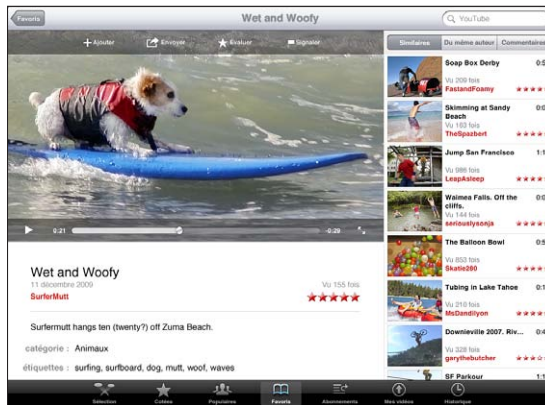 Favoris
Wet and Woofy
YouTube
Ajouter
Envoyer
Évaluer
Signaler
Similaires
Du même auteur
Commentaires
0:21
-0:29
Wet and Woofy
11 décembre 2009
SurferMutt
Vu 155 fois
Surfermutt hangs ten (twenty?) off Zuma Beach.
catégorie : Animaux
étiquettes : surfing, surfboard, dog, mutt, woof, waves
Soap Box Derby
Vu 209 fois
FastandFoamy
Skimming at Sandy
Beach
Vu 163 fois
TheSpazbert
Jump San Francisco
Vu 986 fois
LeapAsleep
Waimea Falls. Off the
cliffs.
Vu 144 fois
seriouslysonja
The Balloon Bowl
Vu 853 fois
Skatie280
Tubing in Lake Tahoe
Vu 210 fois
MsDandilyon
Downieville 2007. Riv...
Vu 328 fois
garythebutcher
SF Parkour
Sélection
Cotées
Populaires
Favoris
Abonnements
Mes vidéos
Historique